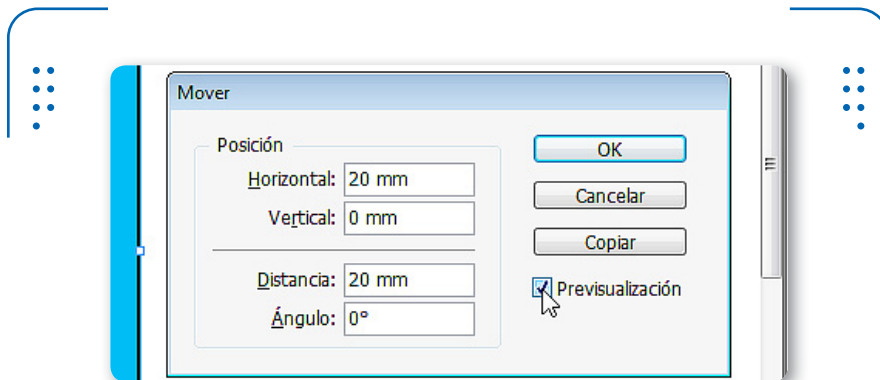 Mover
Posición
Horizontal: 20 mm
Vertical: 0 mm
Distancia: 20 mm
Ángulo: 0°
OK
Cancelar
Copiar
Previsualización